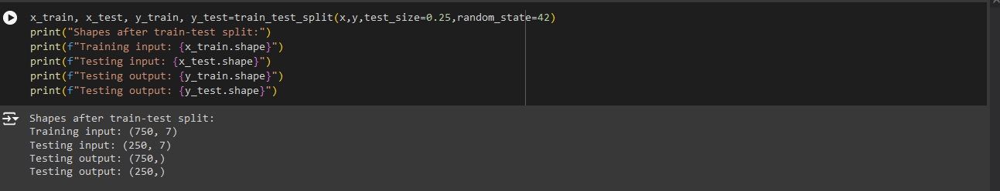 x_train, x_test, y_train, y_test=train_test_split(x,y,test_size=0.25,random_state=42)
print("Shapes after train-test split:")
print(f"Training input: {x_train.shape}")
print(f"Testing input: {x_test.shape}")
print(f"Testing output: {y_train.shape}")
print(f"Testing output: {y_test.shape}")
Shapes after train-test split:
Training input: (750, 7)
Testing input: (250, 7)
Testing output: (750,)
Testing output: (250,)